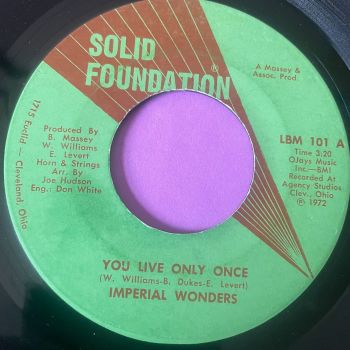 SOLID
FOUNDATION
A Massey &
Assoc. Prod.
1715 Euclid — Cleveland, Ohio
Produced By
B. Massey
W. Williams
E. Levert
Horn & Strings
Arr. By
Joe Hudson
Eng.: Don White
LBM 101 A
Time 3:20
OJays Music
Inc.—BMI
Recorded At
Agency Studios
Clev., Ohio
Ⓟ 1972
YOU LIVE ONLY ONCE
(W. Williams-B. Dukes-E. Levert)
IMPERIAL WONDERS